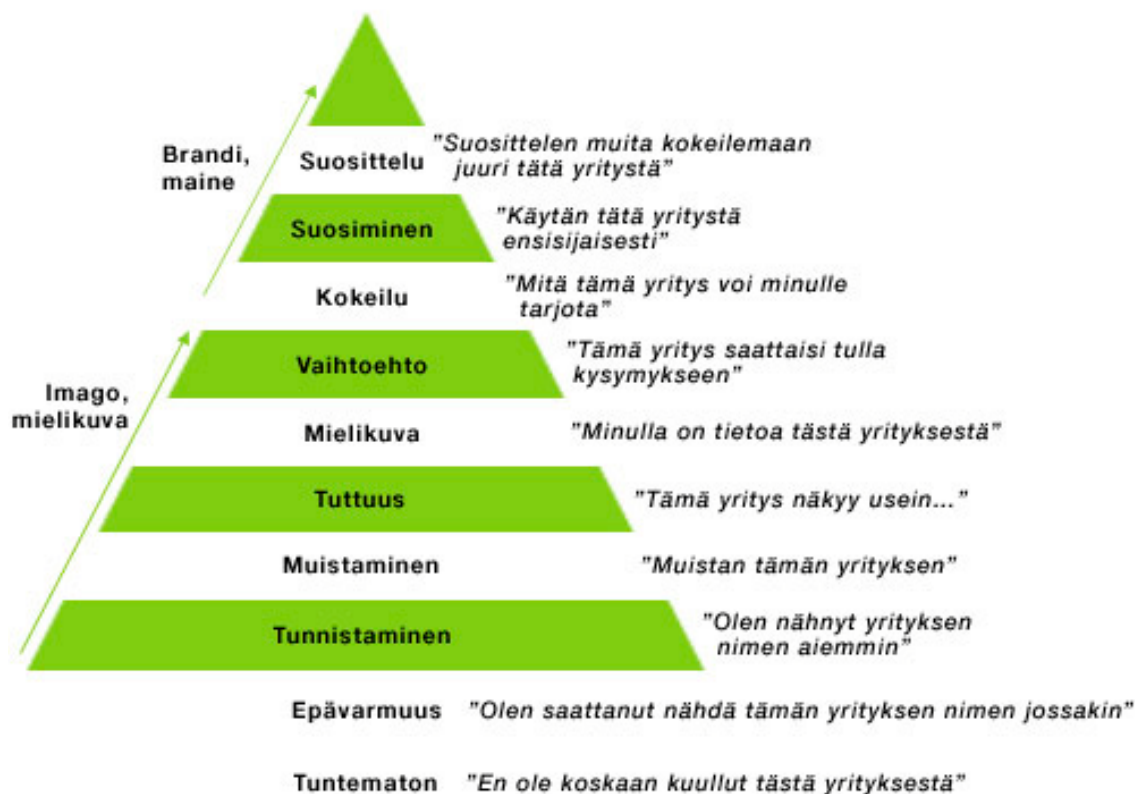 Brandi,
maine
Suosittelu
"Suosittelen muita kokeilemaan
juuri tätä yritystä"
Suosiminen
"Käytän tätä yritystä
ensisijaisesti"
Kokeilu
"Mitä tämä yritys voi minulle
tarjota"
Imago,
mielikuva
Vaihtoehto
"Tämä yritys saattaisi tulla
kysymykseen"
Mielikuva
"Minulla on tietoa tästä yrityksestä"
Tuttuus
"Tämä yritys näkyy usein..."
Muistaminen
"Muistan tämän yrityksen"
Tunnistaminen
"Olen nähnyt yrityksen
nimen aiemmin"
Epävarmuus
"Olen saattanut nähdä tämän yrityksen nimen jossakin"
Tuntematon
"En ole koskaan kuullut tästä yrityksestä"